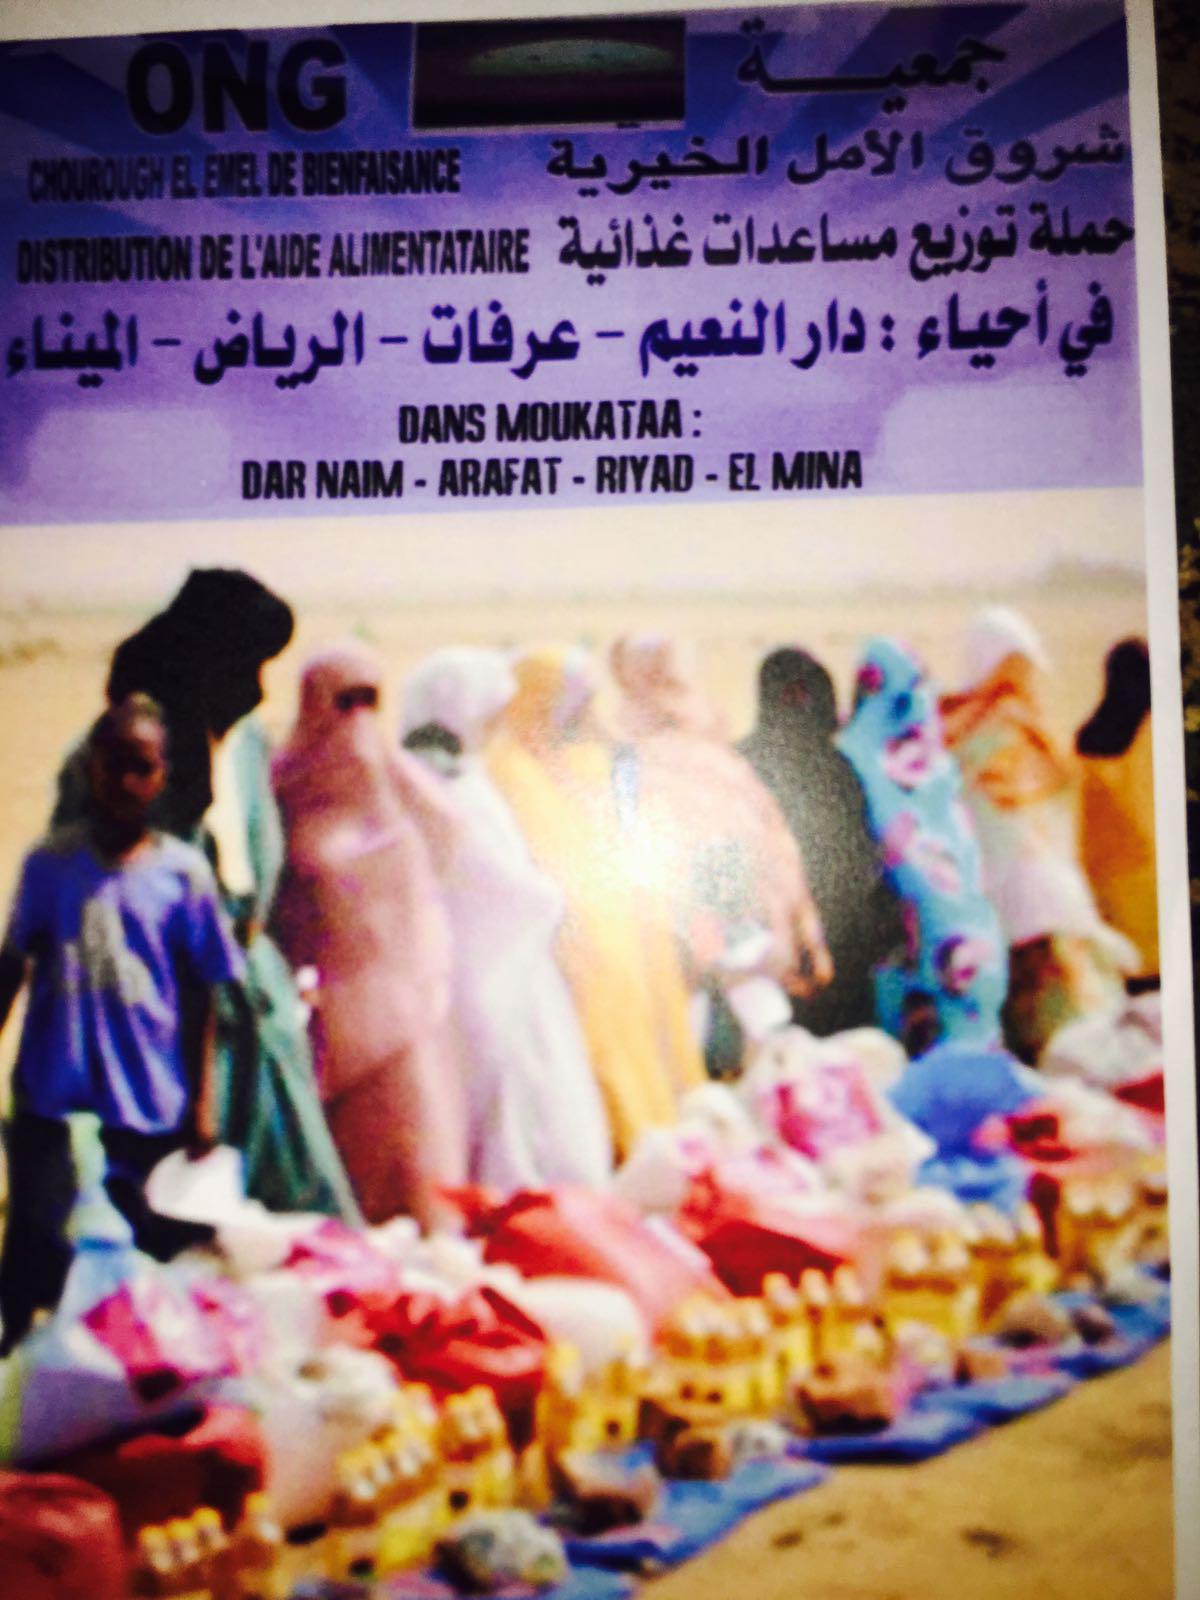 ONG
جمعيـــــــة
CHOUROUGH EL EMEL DE BIENFAISANCE
شروق الأمل الخيرية
DISTRIBUTION DE L'AIDE ALIMENTATAIRE
حملة توزيع مساعدات غذائية
في أحياء : دار النعيم - عرفات - الرياض - الميناء
DANS MOUKATAA :
DAR NAIM - ARAFAT - RIYAD - EL MINA